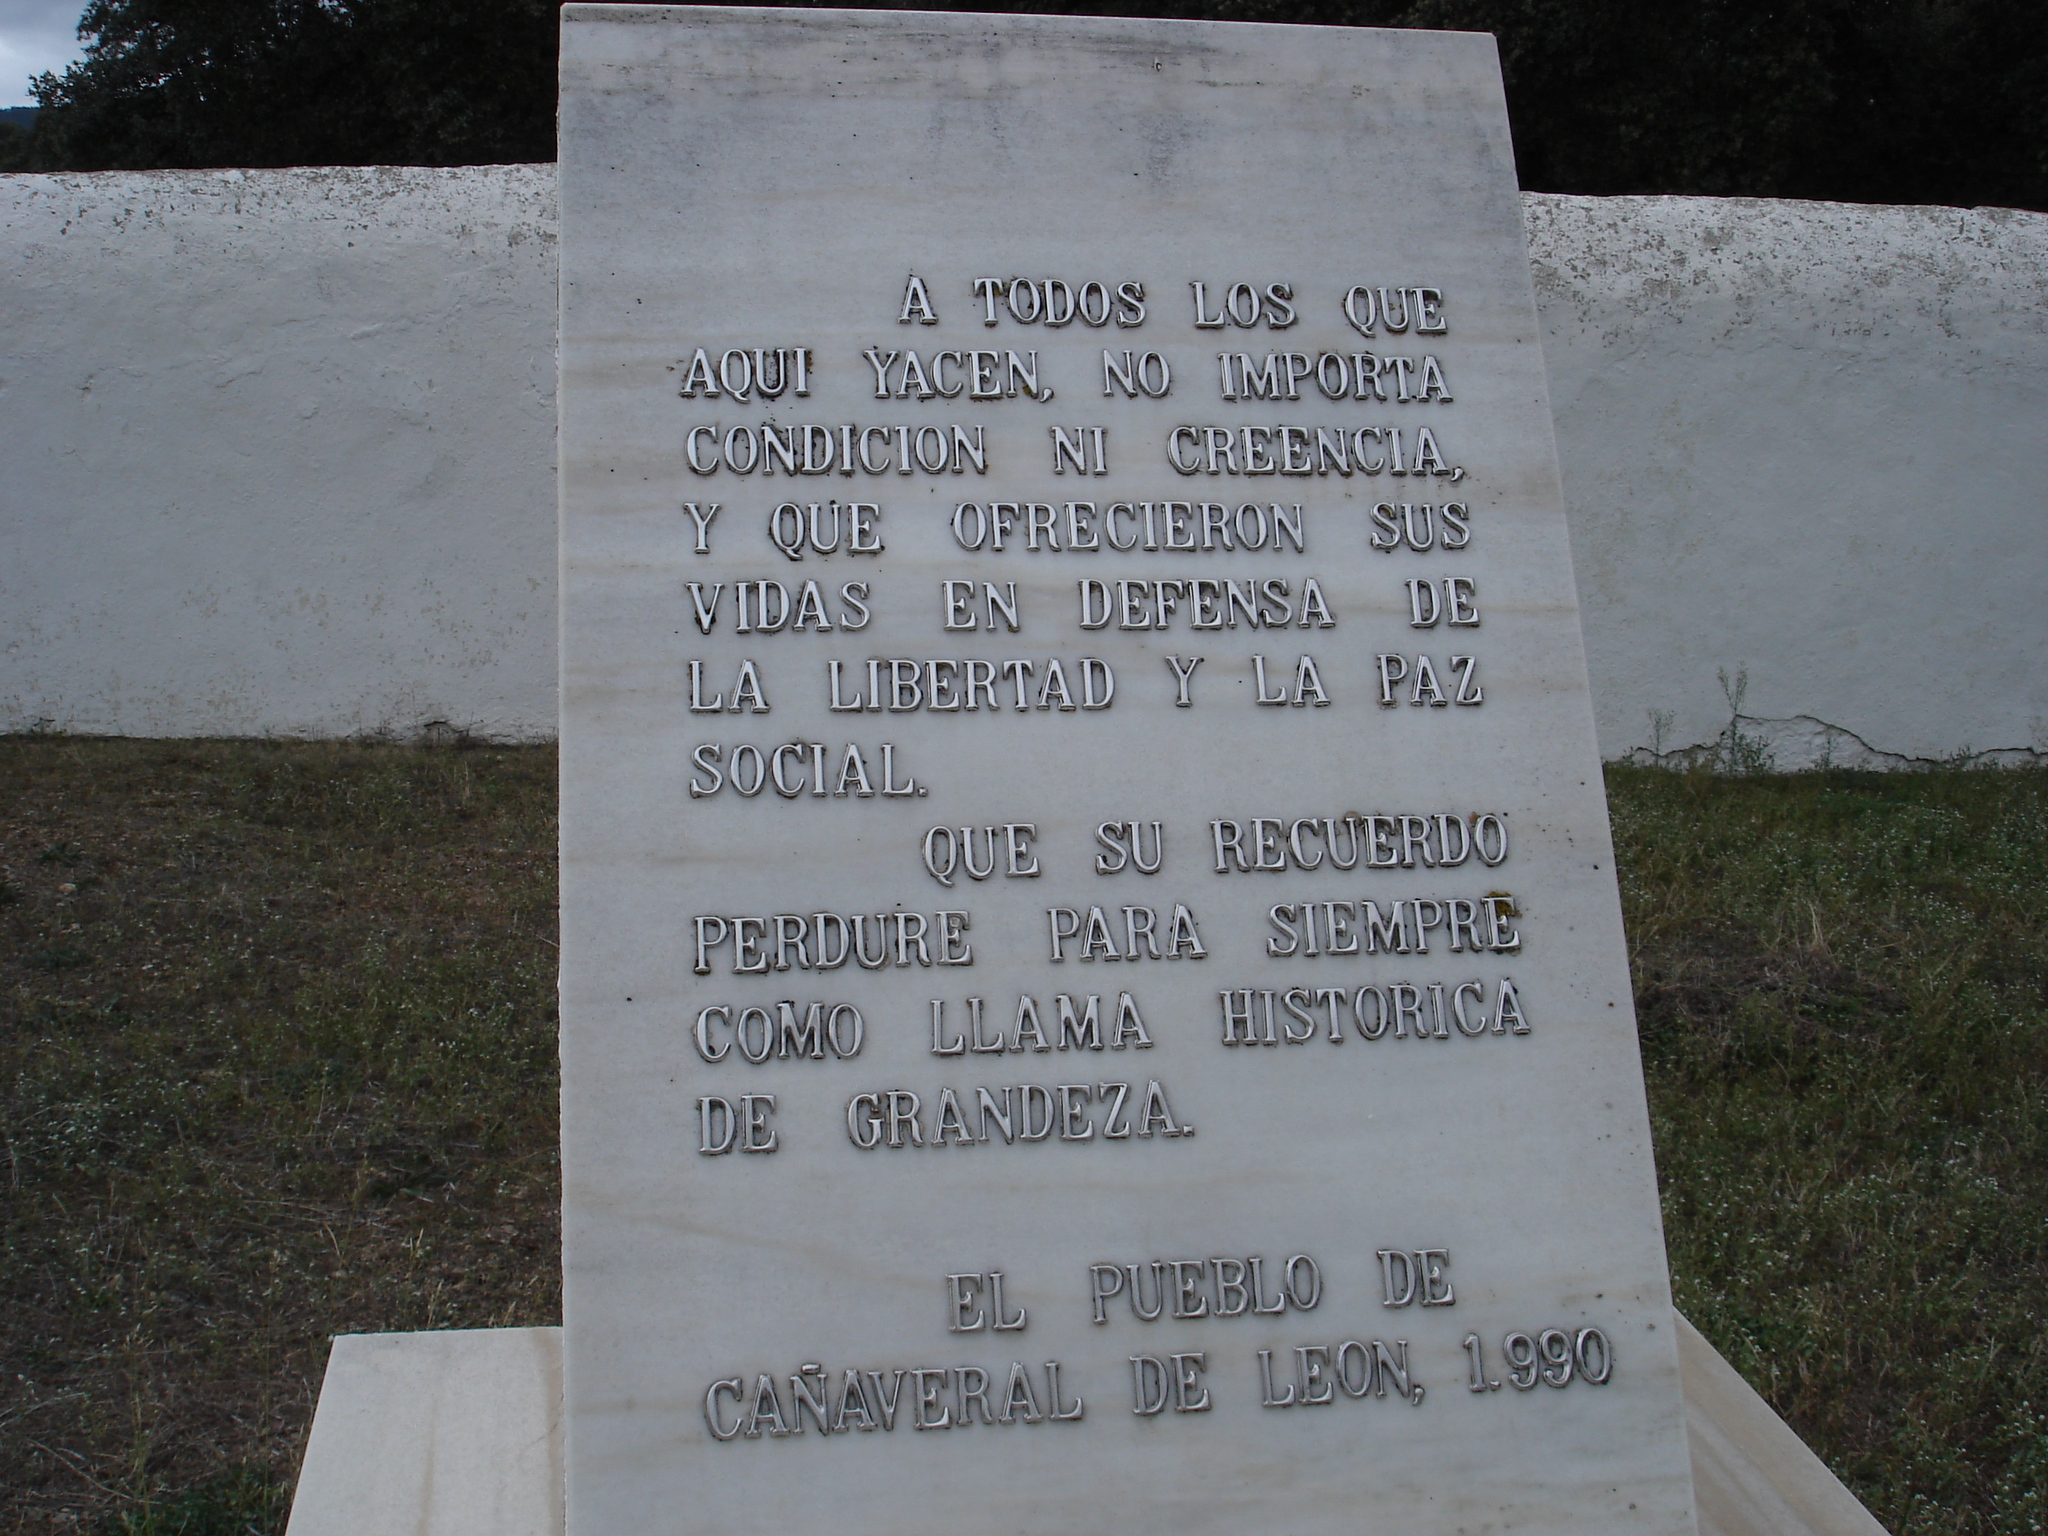 A TODOS LOS QUE
AQUI YACEN, NO IMPORTA
CONDICION NI CREENCIA,
Y QUE OFRECIERON SUS
VIDAS EN DEFENSA DE
LA LIBERTAD Y LA PAZ
SOCIAL.
QUE SU RECUERDO
PERDURE PARA SIEMPRE
COMO LLAMA HISTORICA
DE GRANDEZA.
EL PUEBLO DE
CAÑAVERAL DE LEON, 1.990